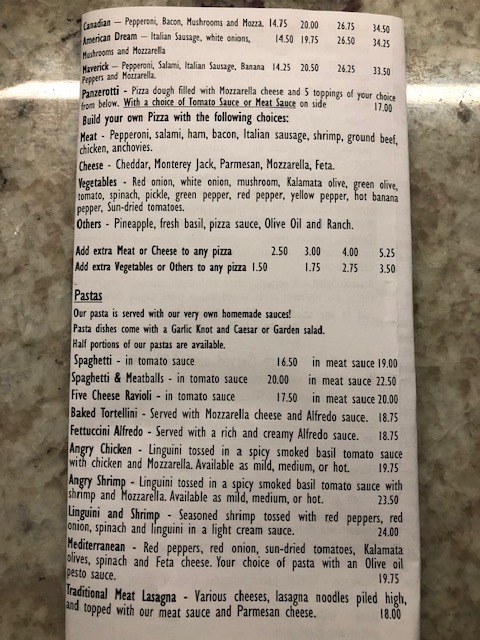 Canadian – Pepperoni, Bacon, Mushrooms and Mozza. 14.75 20.00 26.75 34.50
American Dream – Italian Sausage, white onions, 14.50 19.75 26.50 34.25
Mushrooms and Mozzarella
Maverick – Pepperoni, Salami, Italian Sausage, Banana 14.25 20.50 26.25 33.50
Peppers and Mozzarella.
Panzerotti - Pizza dough filled with Mozzarella cheese and 5 toppings of your choice
from below. With a choice of Tomato Sauce or Meat Sauce on side 17.00
Build your own Pizza with the following choices:
Meat - Pepperoni, salami, ham, bacon, Italian sausage, shrimp, ground beef,
chicken, anchovies.
Cheese - Cheddar, Monterey Jack, Parmesan, Mozzarella, Feta.
Vegetables - Red onion, white onion, mushroom, Kalamata olive, green olive,
tomato, spinach, pickle, green pepper, red pepper, yellow pepper, hot banana
pepper, Sun-dried tomatoes.
Others - Pineapple, fresh basil, pizza sauce, Olive Oil and Ranch.
Add extra Meat or Cheese to any pizza 2.50 3.00 4.00 5.25
Add extra Vegetables or Others to any pizza 1.50 1.75 2.75 3.50
Pastas
Our pasta is served with our very own homemade sauces!
Pasta dishes come with a Garlic Knot and Caesar or Garden salad.
Half portions of our pastas are available.
Spaghetti - in tomato sauce 16.50 in meat sauce 19.00
Spaghetti & Meatballs - in tomato sauce 20.00 in meat sauce 22.50
Five Cheese Ravioli - in tomato sauce 17.50 in meat sauce 20.00
Baked Tortellini - Served with Mozzarella cheese and Alfredo sauce. 18.75
Fettuccini Alfredo - Served with a rich and creamy Alfredo sauce. 18.75
Angry Chicken - Linguini tossed in a spicy smoked basil tomato sauce
with chicken and Mozzarella. Available as mild, medium, or hot. 19.75
Angry Shrimp - Linguini tossed in a spicy smoked basil tomato sauce with
shrimp and Mozzarella. Available as mild, medium, or hot. 23.50
Linguini and Shrimp - Seasoned shrimp tossed with red peppers, red
onion, spinach and linguini in a light cream sauce. 24.00
Mediterranean - Red peppers, red onion, sun-dried tomatoes, Kalamata
olives, spinach and Feta cheese. Your choice of pasta with an Olive oil
pesto sauce. 19.75
Traditional Meat Lasagna - Various cheeses, lasagna noodles piled high,
and topped with our meat sauce and Parmesan cheese. 18.00